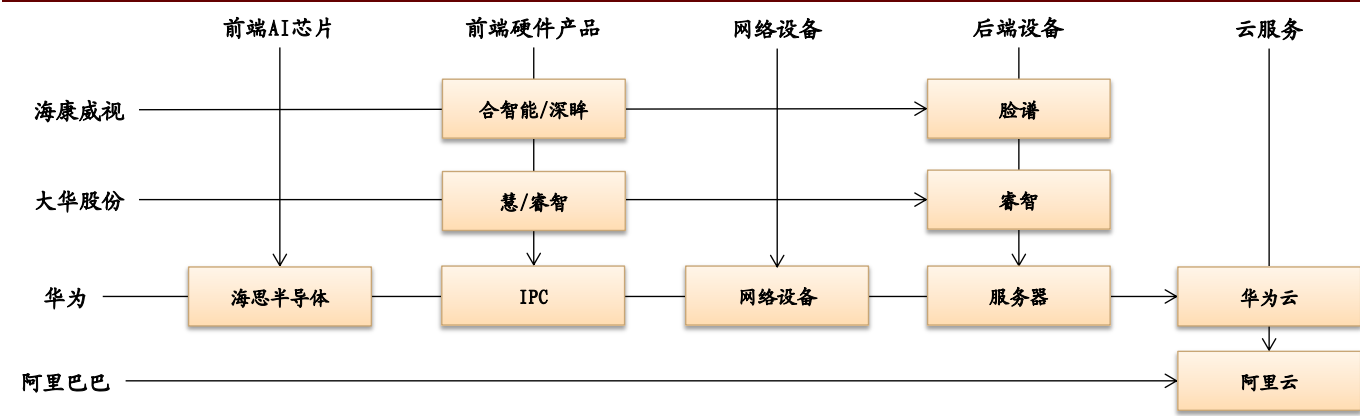 前端AI芯片 前端硬件产品 网络设备 后端设备 云服务
海康威视 合智能/深眸 脸谱
大华股份 慧/睿智 睿智
华为 海思半导体 IPC 网络设备 服务器 华为云
阿里巴巴 阿里云